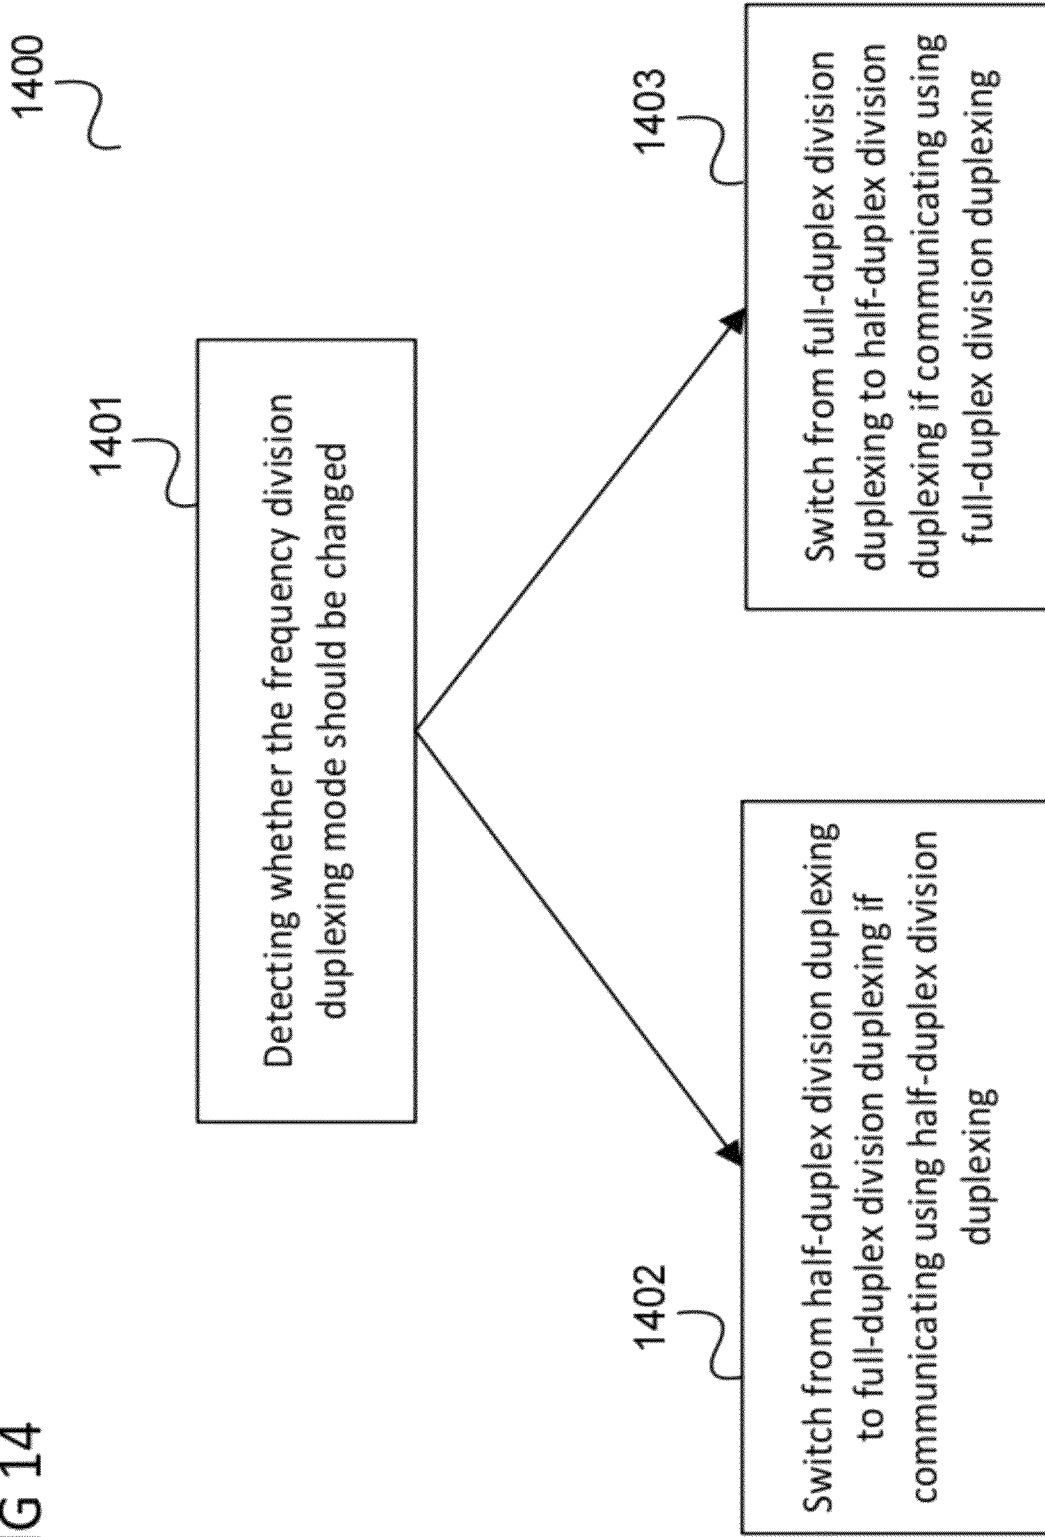 G 14
1400
1401
Detecting whether the frequency division
duplexing mode should be changed
1402
Switch from half-duplex division duplexing
to full-duplex division duplexing if
communicating using half-duplex division
duplexing
1403
Switch from full-duplex division
duplexing to half-duplex division
duplexing if communicating using
full-duplex division duplexing